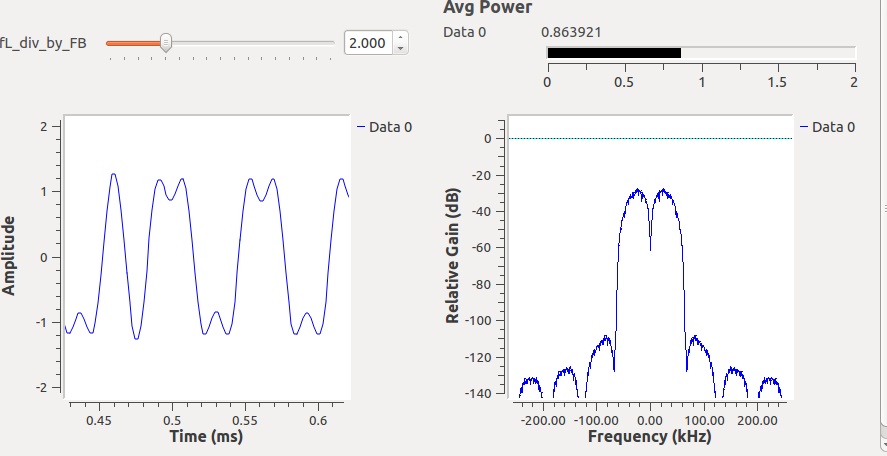 Avg Power
fL_div_by_FB 2.000
Data 0 0.863921
0 0.5 1 1.5 2
Data 0
Amplitude
2
1
0
-1
-2
0.45 0.5 0.55 0.6
Time (ms)
Data 0
Relative Gain (dB)
0
-20
-40
-60
-80
-100
-120
-140
-200.00 -100.00 0.00 100.00 200.00
Frequency (kHz)